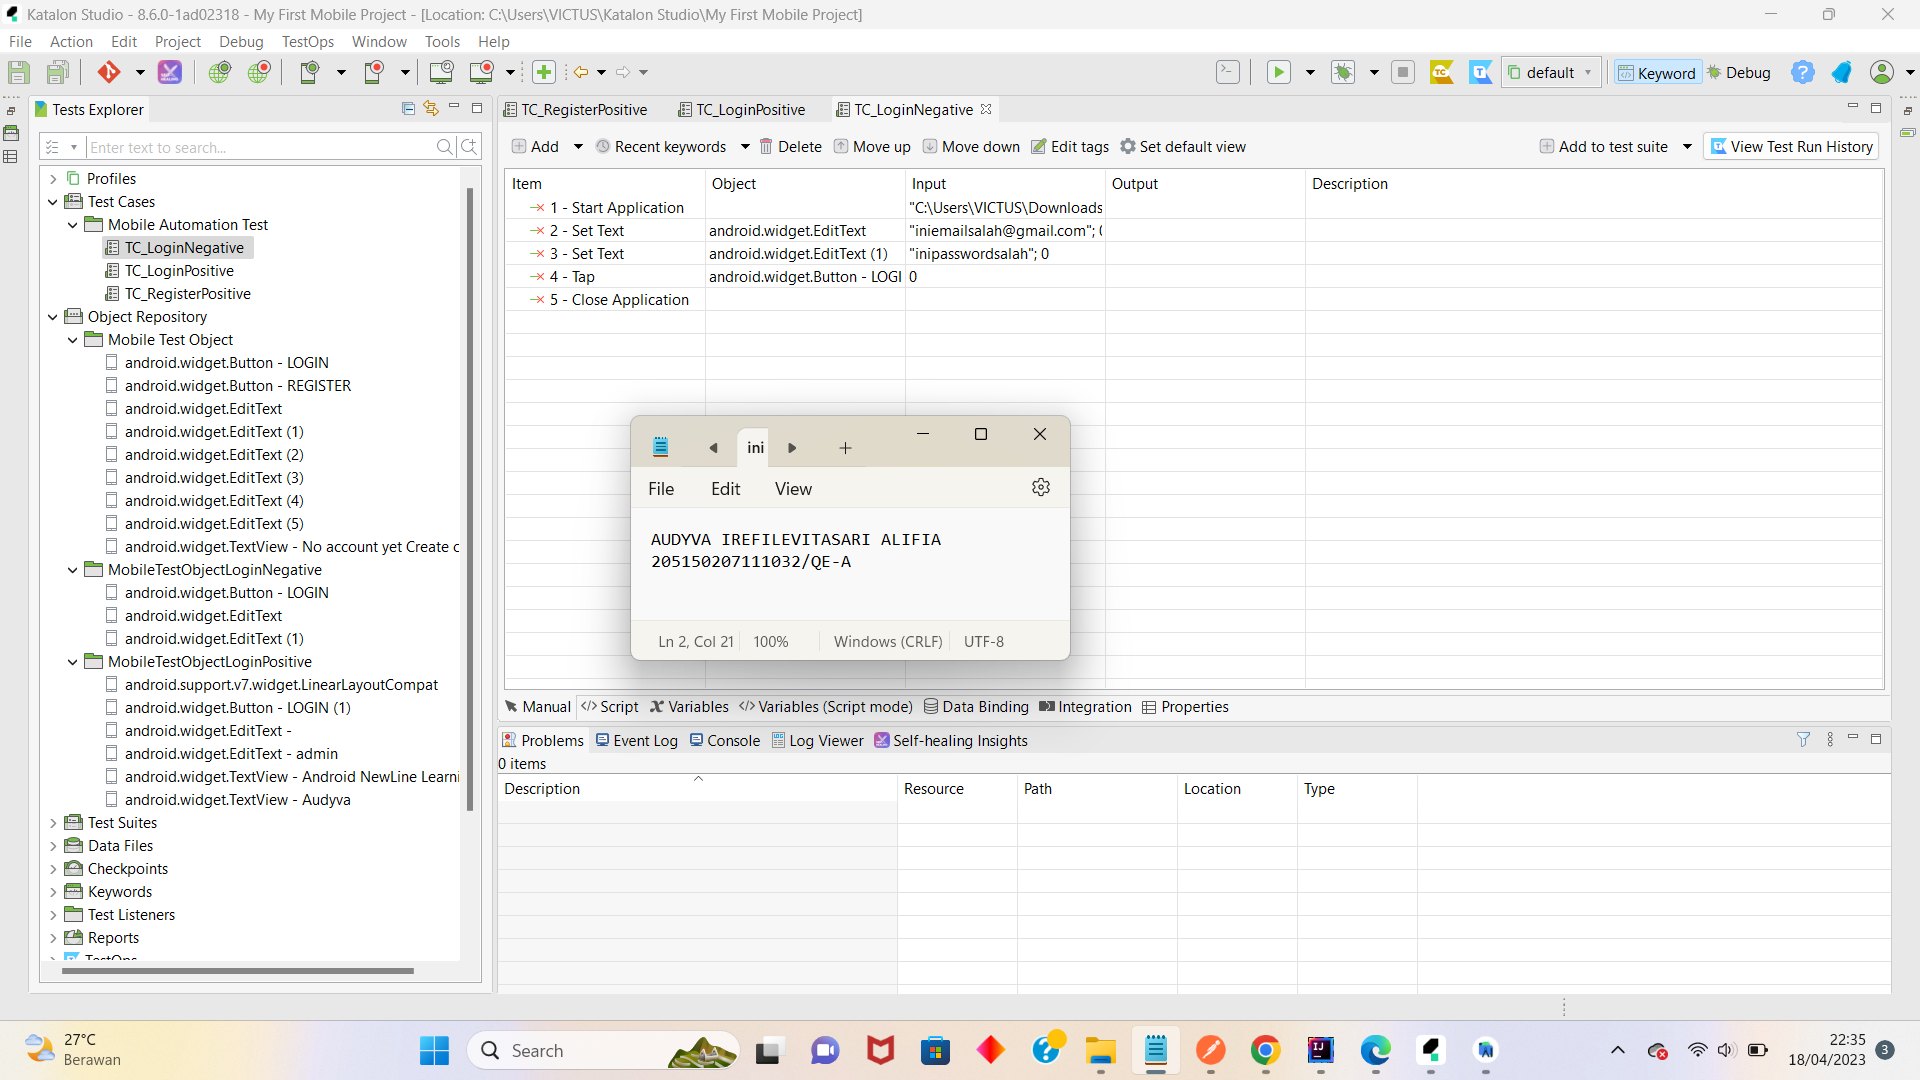 Katalon Studio - 8.6.0-1ad02318 - My First Mobile Project - [Location: C:\Users\VICTUS\Katalon Studio\My First Mobile Project]
File Action Edit Project Debug TestOps Window Tools Help
default Keyword Debug
Tests Explorer
Enter text to search...
Profiles
Test Cases
Mobile Automation Test
TC_LoginNegative
TC_LoginPositive
TC_RegisterPositive
Object Repository
Mobile Test Object
android.widget.Button - LOGIN
android.widget.Button - REGISTER
android.widget.EditText
android.widget.EditText (1)
android.widget.EditText (2)
android.widget.EditText (3)
android.widget.EditText (4)
android.widget.EditText (5)
android.widget.TextView - No account yet Create c
MobileTestObjectLoginNegative
android.widget.Button - LOGIN
android.widget.EditText
android.widget.EditText (1)
MobileTestObjectLoginPositive
android.support.v7.widget.LinearLayoutCompat
android.widget.Button - LOGIN (1)
android.widget.EditText -
android.widget.EditText - admin
android.widget.TextView - Android NewLine Learni
android.widget.TextView - Audyva
Test Suites
Data Files
Checkpoints
Keywords
Test Listeners
Reports
TestOps
TC_RegisterPositive TC_LoginPositive TC_LoginNegative
Add Recent keywords Delete Move up Move down Edit tags Set default view Add to test suite View Test Run History
Item Object Input Output Description
1 - Start Application "C:\Users\VICTUS\Downloads
2 - Set Text android.widget.EditText "iniemailsalah@gmail.com"; (
3 - Set Text android.widget.EditText (1) "inipasswordsalah"; 0
4 - Tap android.widget.Button - LOGI 0
5 - Close Application
ini
File Edit View
AUDYVA IREFILEVITASARI ALIFIA
205150207111032/QE-A
Ln 2, Col 21 100% Windows (CRLF) UTF-8
Manual Script Variables Variables (Script mode) Data Binding Integration Properties
Problems Event Log Console Log Viewer Self-healing Insights
0 items
Description Resource Path Location Type
27°C
Berawan
Search
22:35
18/04/2023
3